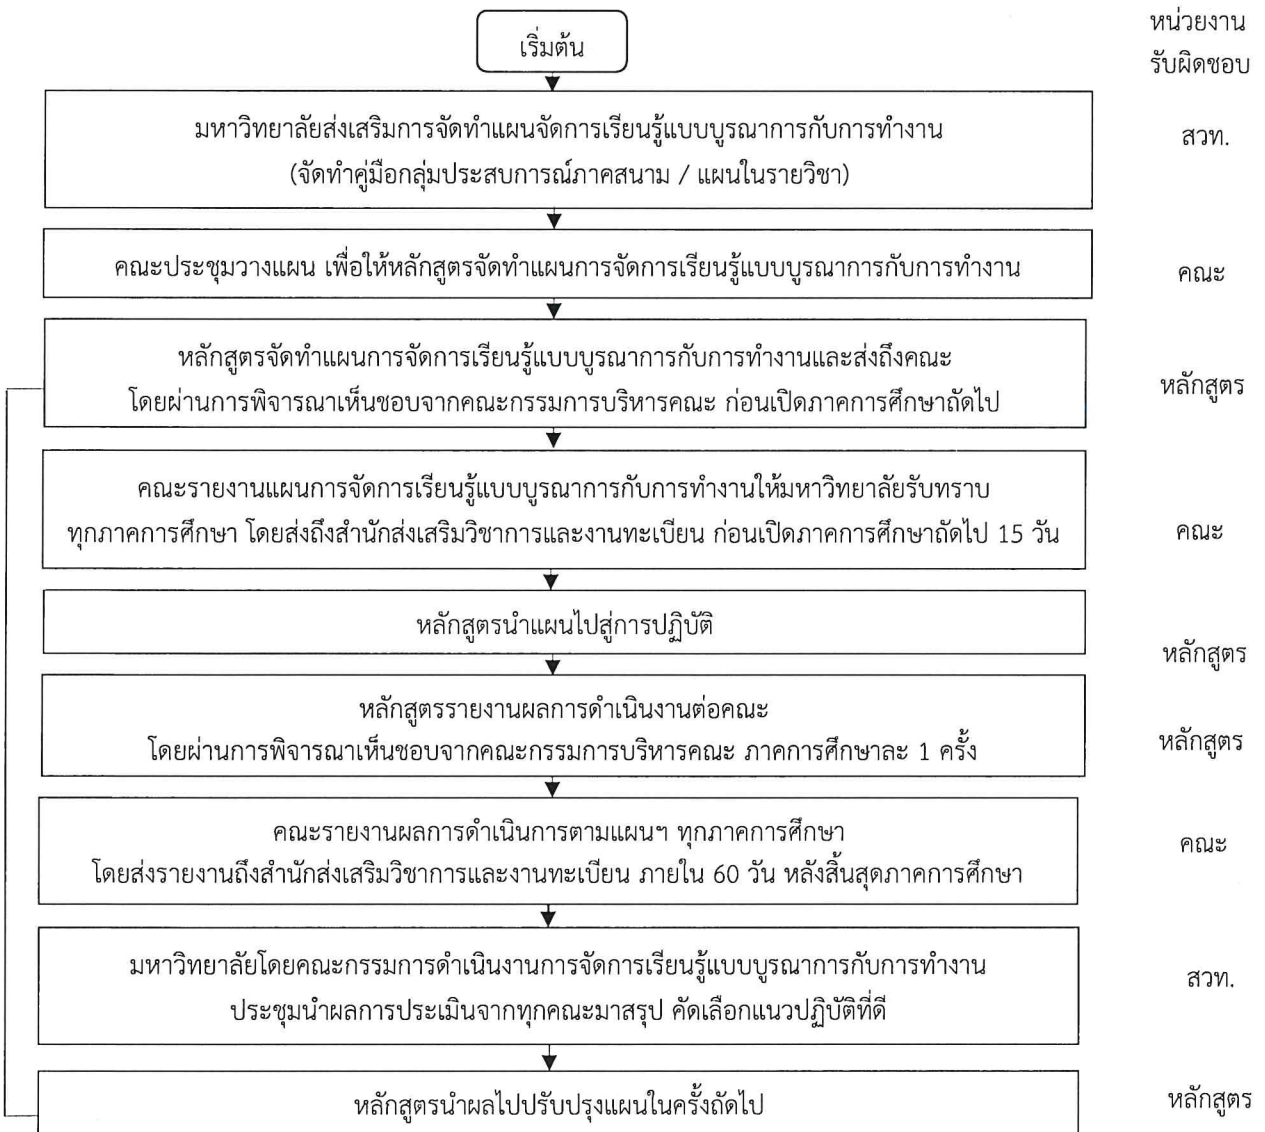 หน่วยงาน
รับผิดชอบ
เริ่มต้น
มหาวิทยาลัยส่งเสริมการจัดทำแผนจัดการเรียนรู้แบบบูรณาการกับการทำงาน
(จัดทำคู่มือกลุ่มประสบการณ์ภาคสนาม / แผนในรายวิชา)
สวท.
คณะประชุมวางแผน เพื่อให้หลักสูตรจัดทำแผนการจัดการเรียนรู้แบบบูรณาการกับการทำงาน
คณะ
หลักสูตรจัดทำแผนการจัดการเรียนรู้แบบบูรณาการกับการทำงานและส่งถึงคณะ
โดยผ่านการพิจารณาเห็นชอบจากคณะกรรมการบริหารคณะ ก่อนเปิดภาคการศึกษาถัดไป
หลักสูตร
คณะรายงานแผนการจัดการเรียนรู้แบบบูรณาการกับการทำงานให้มหาวิทยาลัยรับทราบ
ทุกภาคการศึกษา โดยส่งถึงสำนักส่งเสริมวิชาการและงานทะเบียน ก่อนเปิดภาคการศึกษาถัดไป 15 วัน
คณะ
หลักสูตรนำแผนไปสู่การปฏิบัติ
หลักสูตร
หลักสูตรรายงานผลการดำเนินงานต่อคณะ
โดยผ่านการพิจารณาเห็นชอบจากคณะกรรมการบริหารคณะ ภาคการศึกษาละ 1 ครั้ง
หลักสูตร
คณะรายงานผลการดำเนินการตามแผนฯ ทุกภาคการศึกษา
โดยส่งรายงานถึงสำนักส่งเสริมวิชาการและงานทะเบียน ภายใน 60 วัน หลังสิ้นสุดภาคการศึกษา
คณะ
มหาวิทยาลัยโดยคณะกรรมการดำเนินงานการจัดการเรียนรู้แบบบูรณาการกับการทำงาน
ประชุมนำผลการประเมินจากทุกคณะมาสรุป คัดเลือกแนวปฏิบัติที่ดี
สวท.
หลักสูตรนำผลไปปรับปรุงแผนในครั้งถัดไป
หลักสูตร